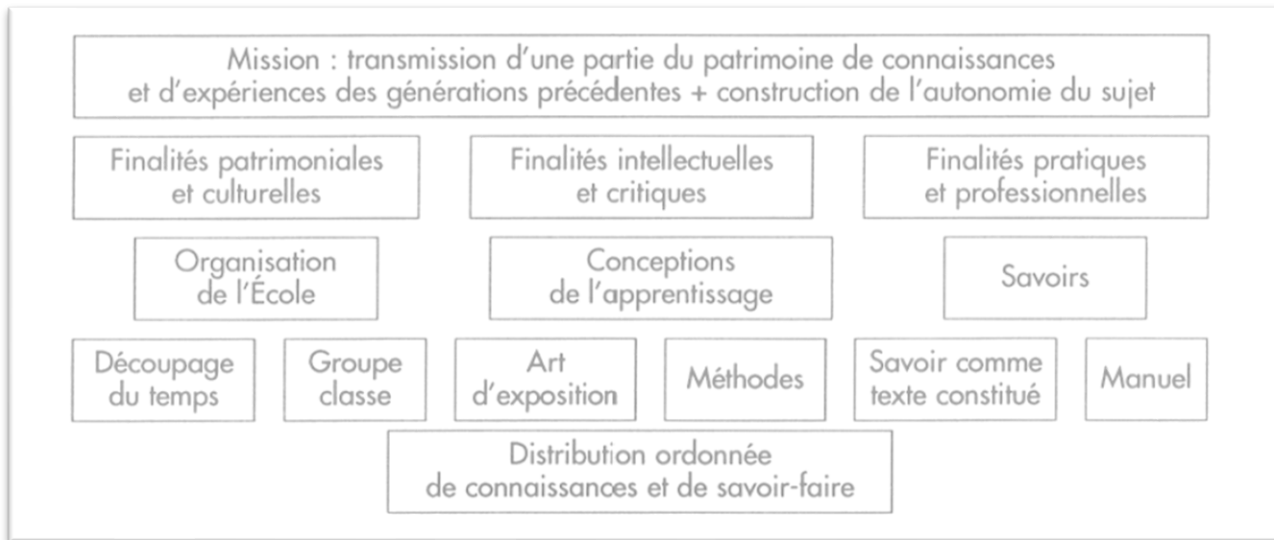 Mission : transmission d'une partie du patrimoine de connaissances
et d'expériences des générations précédentes + construction de l'autonomie du sujet
Finalités patrimoniales
et culturelles
Finalités intellectuelles
et critiques
Finalités pratiques
et professionnelles
Organisation
de l'École
Conceptions
de l'apprentissage
Savoirs
Découpage
du temps
Groupe
classe
Art
d'exposition
Méthodes
Savoir comme
texte constitué
Manuel
Distribution ordonnée
de connaissances et de savoir-faire